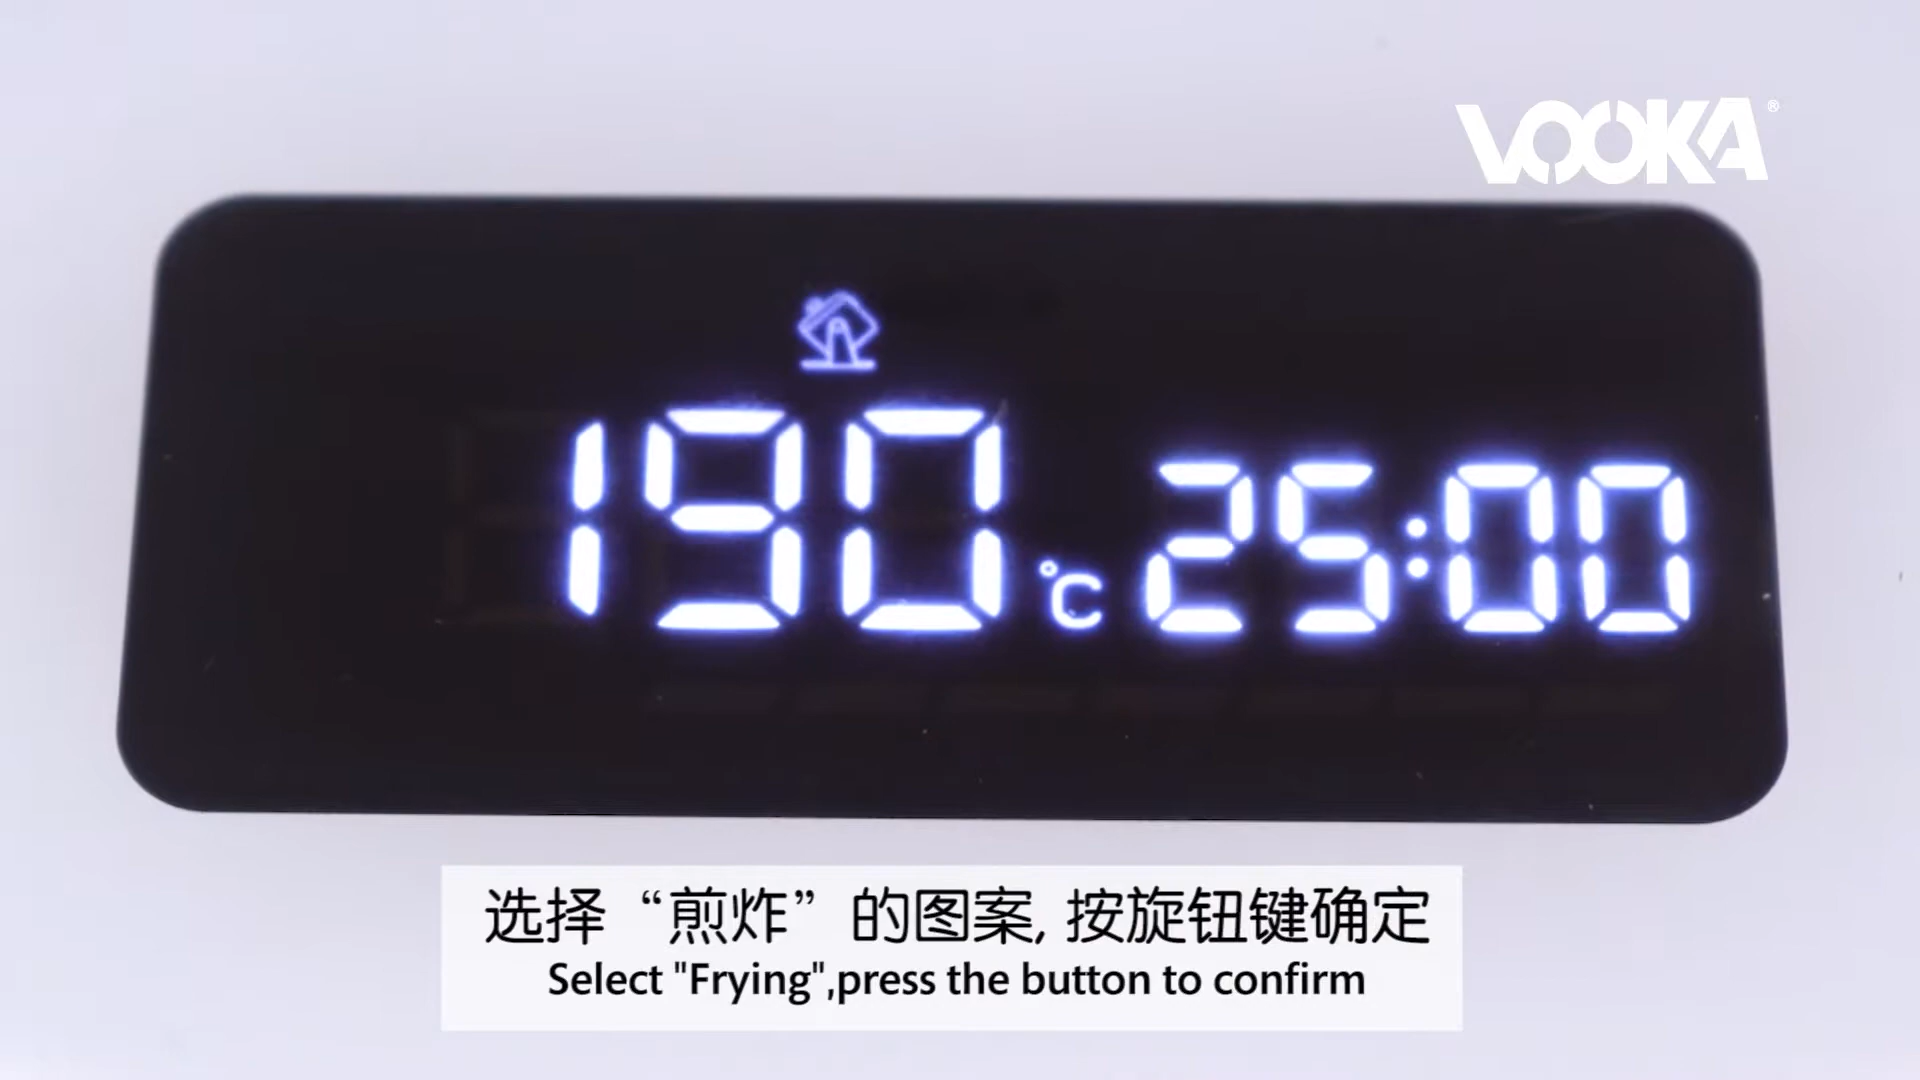 VOOKA®
190°C 25:00
选择“煎炸”的图案, 按旋钮键确定
Select "Frying",press the button to confirm